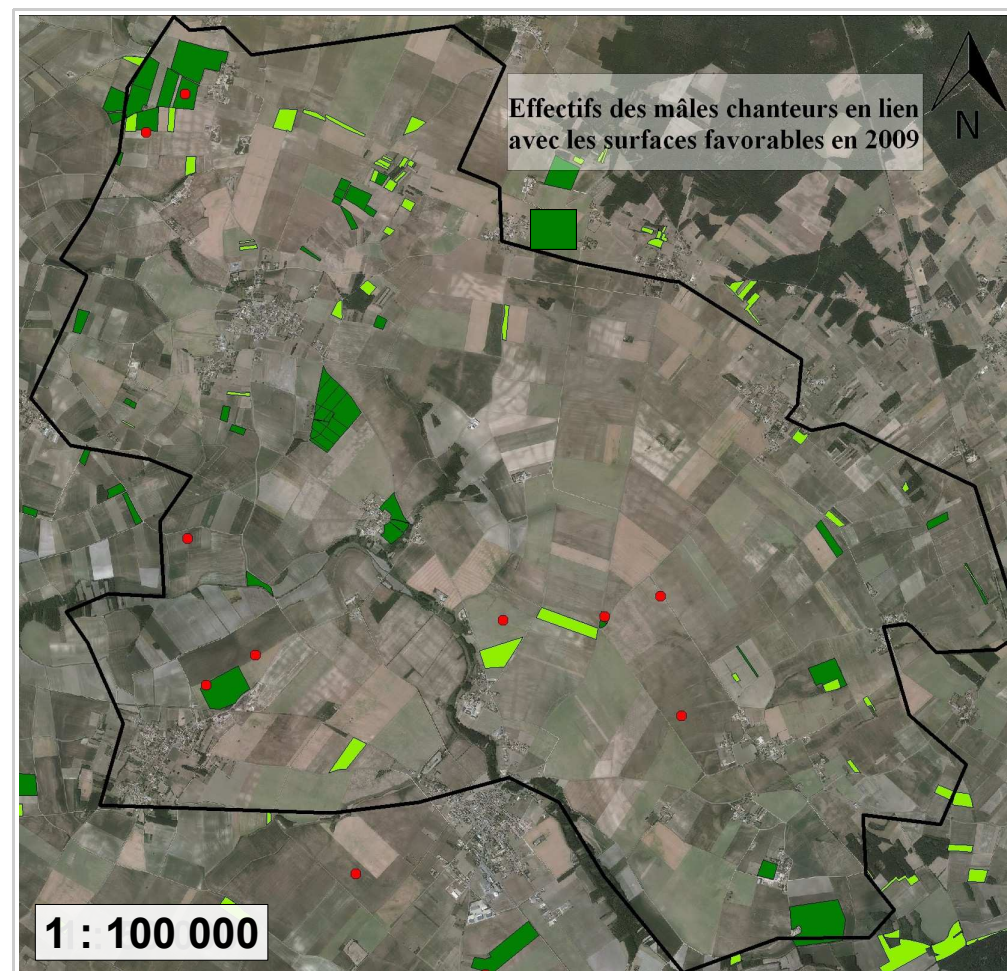 Effectifs des mâles chanteurs en lien
avec les surfaces favorables en 2009
N
1 : 100 000